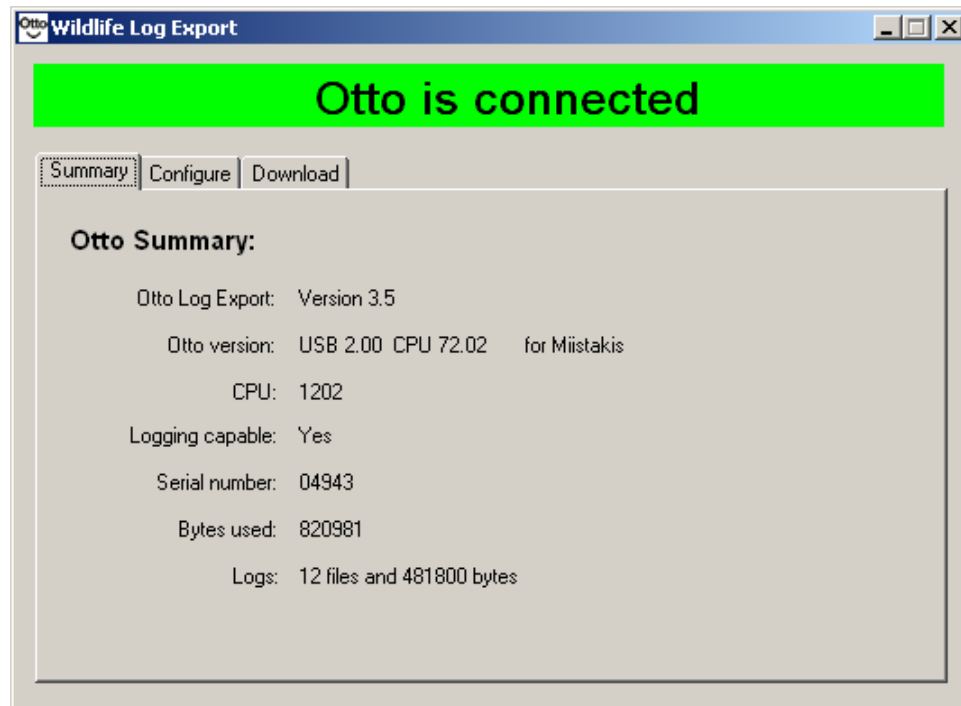 Otto Wildlife Log Export
Otto is connected
Summary Configure Download
Otto Summary:
Otto Log Export: Version 3.5
Otto version: USB 2.00 CPU 72.02 for Miistakis
CPU: 1202
Logging capable: Yes
Serial number: 04943
Bytes used: 820981
Logs: 12 files and 481800 bytes